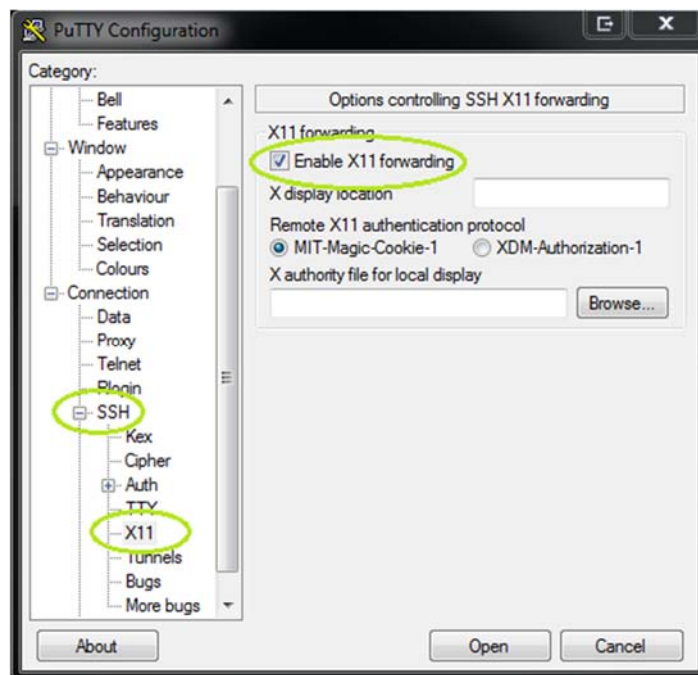 PuTTY Configuration
Category:
Bell
Features
Window
Appearance
Behaviour
Translation
Selection
Colours
Connection
Data
Proxy
Telnet
Rlogin
SSH
Kex
Cipher
Auth
TTY
X11
Tunnels
Bugs
More bugs
Options controlling SSH X11 forwarding
X11 forwarding
Enable X11 forwarding
X display location
Remote X11 authentication protocol
MIT-Magic-Cookie-1 XDM-Authorization-1
X authority file for local display
Browse...
About Open Cancel